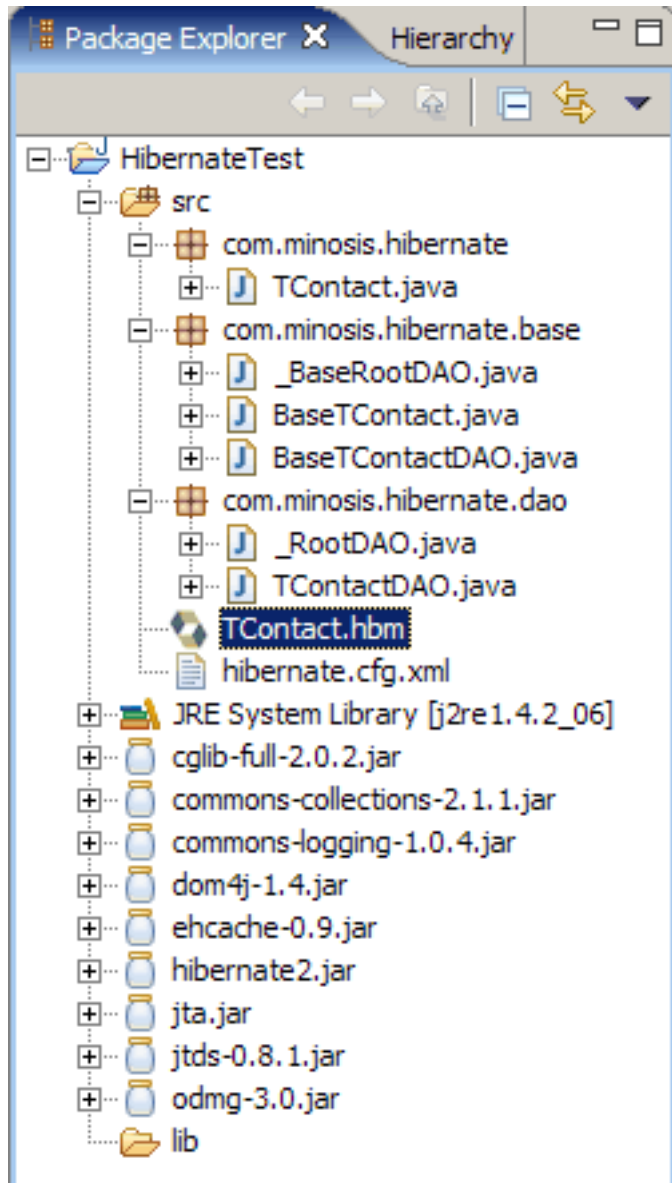 Package Explorer Hierarchy
HibernateTest
src
com.minosis.hibernate
TContact.java
com.minosis.hibernate.base
_BaseRootDAO.java
BaseTContact.java
BaseTContactDAO.java
com.minosis.hibernate.dao
_RootDAO.java
TContactDAO.java
TContact.hbm
hibernate.cfg.xml
JRE System Library [j2re1.4.2_06]
cglib-full-2.0.2.jar
commons-collections-2.1.1.jar
commons-logging-1.0.4.jar
dom4j-1.4.jar
ehcache-0.9.jar
hibernate2.jar
jta.jar
jtds-0.8.1.jar
odmg-3.0.jar
lib